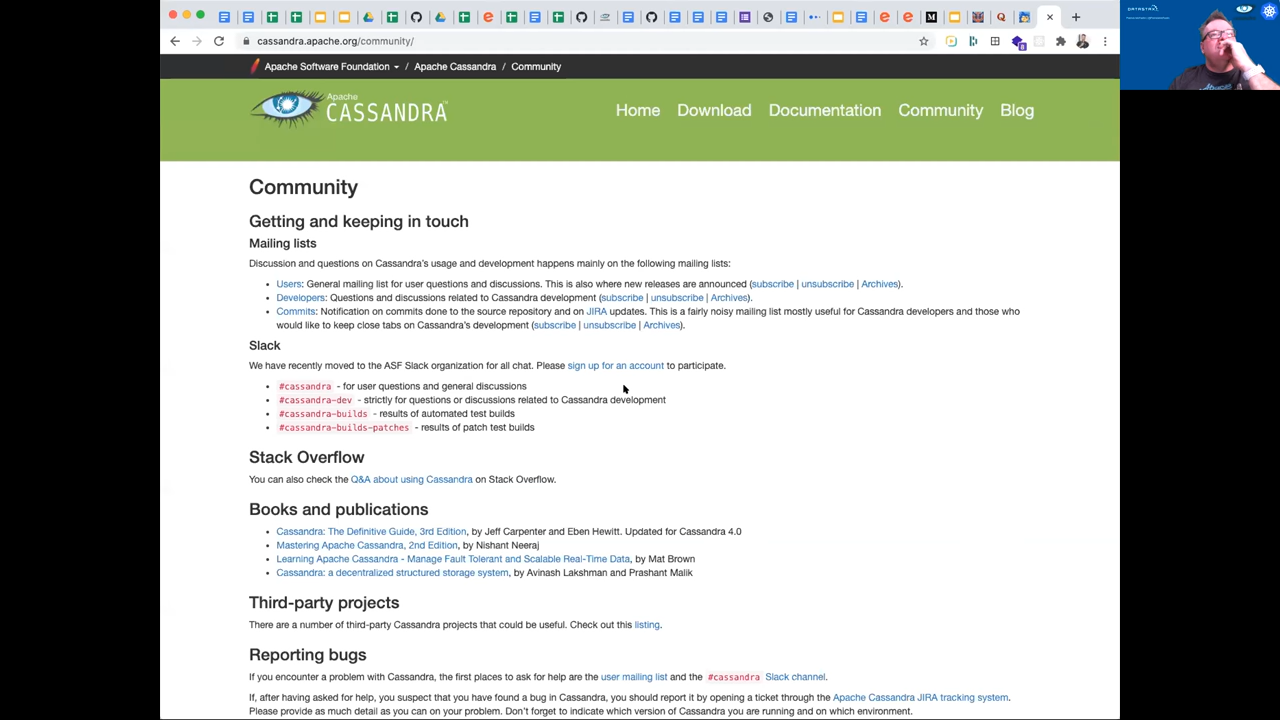 cassandra.apache.org/community/
DATASTAX
Apache Software Foundation / Apache Cassandra / Community
Apache
CASSANDRA
Home Download Documentation Community Blog
Community
Getting and keeping in touch
Mailing lists
Discussion and questions on Cassandra's usage and development happens mainly on the following mailing lists:
• Users: General mailing list for user questions and discussions. This is also where new releases are announced (subscribe | unsubscribe | Archives).
• Developers: Questions and discussions related to Cassandra development (subscribe | unsubscribe | Archives).
• Commits: Notification on commits done to the source repository and on JIRA updates. This is a fairly noisy mailing list mostly useful for Cassandra developers and those who
would like to keep close tabs on Cassandra's development (subscribe | unsubscribe | Archives).
Slack
We have recently moved to the ASF Slack organization for all chat. Please sign up for an account to participate.
• #cassandra - for user questions and general discussions
• #cassandra-dev - strictly for questions or discussions related to Cassandra development
• #cassandra-builds - results of automated test builds
• #cassandra-builds-patches - results of patch test builds
Stack Overflow
You can also check the Q&A about using Cassandra on Stack Overflow.
Books and publications
• Cassandra: The Definitive Guide, 3rd Edition, by Jeff Carpenter and Eben Hewitt. Updated for Cassandra 4.0
• Mastering Apache Cassandra, 2nd Edition, by Nishant Neeraj
• Learning Apache Cassandra - Manage Fault Tolerant and Scalable Real-Time Data, by Mat Brown
• Cassandra: a decentralized structured storage system, by Avinash Lakshman and Prashant Malik
Third-party projects
There are a number of third-party Cassandra projects that could be useful. Check out this listing.
Reporting bugs
If you encounter a problem with Cassandra, the first places to ask for help are the user mailing list and the #cassandra Slack channel.
If, after having asked for help, you suspect that you have found a bug in Cassandra, you should report it by opening a ticket through the Apache Cassandra JIRA tracking system.
Please provide as much detail as you can on your problem. Don't forget to indicate which version of Cassandra you are running and on which environment.